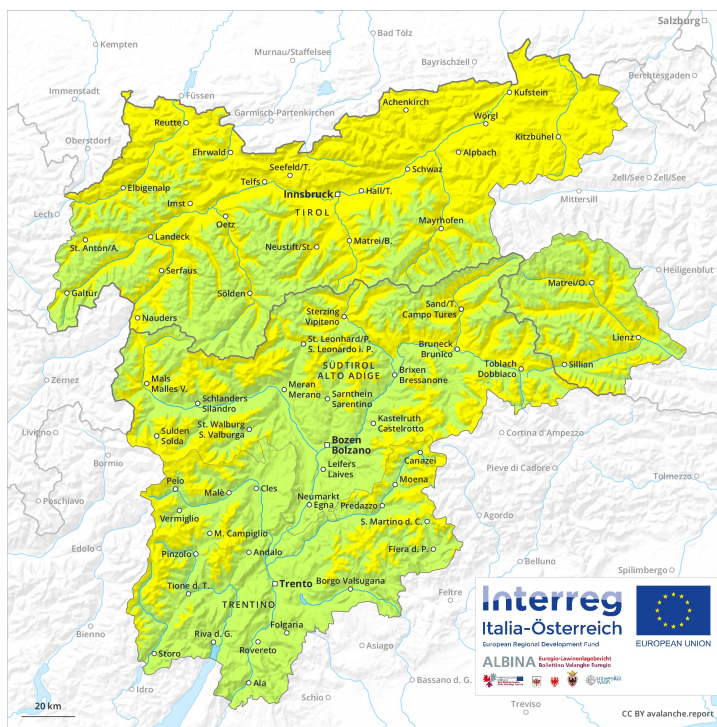 Salzburg
Kempten
Bad Tölz
Murnau/Staffelsee
Bayrischzell
Berchtesgaden
Immenstadt
Füssen
Achenkirch
Kufstein
Garmisch-Partenkirchen
Wörgl
Reutte
Kitzbühel
Oberstdorf
Ehrwald
Seefeld/T.
Alpbach
Schwaz
Telfs
Zell/See
Zell/See
Elbigenalp
Innsbruck
Hall/T.
Mittersill
Imst
TIROL
Lech
Oetz
Mayrhofen
St. Anton/A.
Landeck
Neustift/St.
Matrei/B.
Serfaus
Heiligenblut
Galtür
Sölden
Matrei/O.
Nauders
Sterzing
Vipiteno
Sand/T.
Campo Tures
Lienz
St. Leonhard/P.
S. Leonardo i. P.
Bruneck
Brunico
Toblach
Dobbiaco
Sillian
SÜDTIROL
ALTO ADIGE
Brixen
Bressanone
Zernez
Mals
Malles V.
Meran
Merano
Schlanders
Silandro
Sarnthein
Sarentino
Kastelruth
Castelrotto
St. Walburg
S. Valburga
Livigno
Sulden
Solda
Bozen
Bolzano
Cortina d'Ampezzo
Bormio
Canazei
Leifers
Laives
Pieve di Cadore
Tolmezzo
Poschiavo
Peio
Malè
Cles
Moena
Neumarkt
Egna
Predazzo
Vermiglio
Agordo
S. Martino d. C.
M. Campiglio
Edolo
Pinzolo
Andalo
Fiera d. P.
Belluno
Spilimbergo
Tione d. T.
Trento
Borgo Valsugana
Feltre
TRENTINO
Folgaria
Bienno
Riva d. G.
Rovereto
Storo
Asiago
Idro
Ala
Schio
Bassano d. G.
Treviso
Interreg
Italia-Österreich
European Regional Development Fund
EUROPEAN UNION
ALBINA
Euregio-Lawinenlagebericht
Bollettino Valanghe Euregio
20 km
CC BY avalanche.report